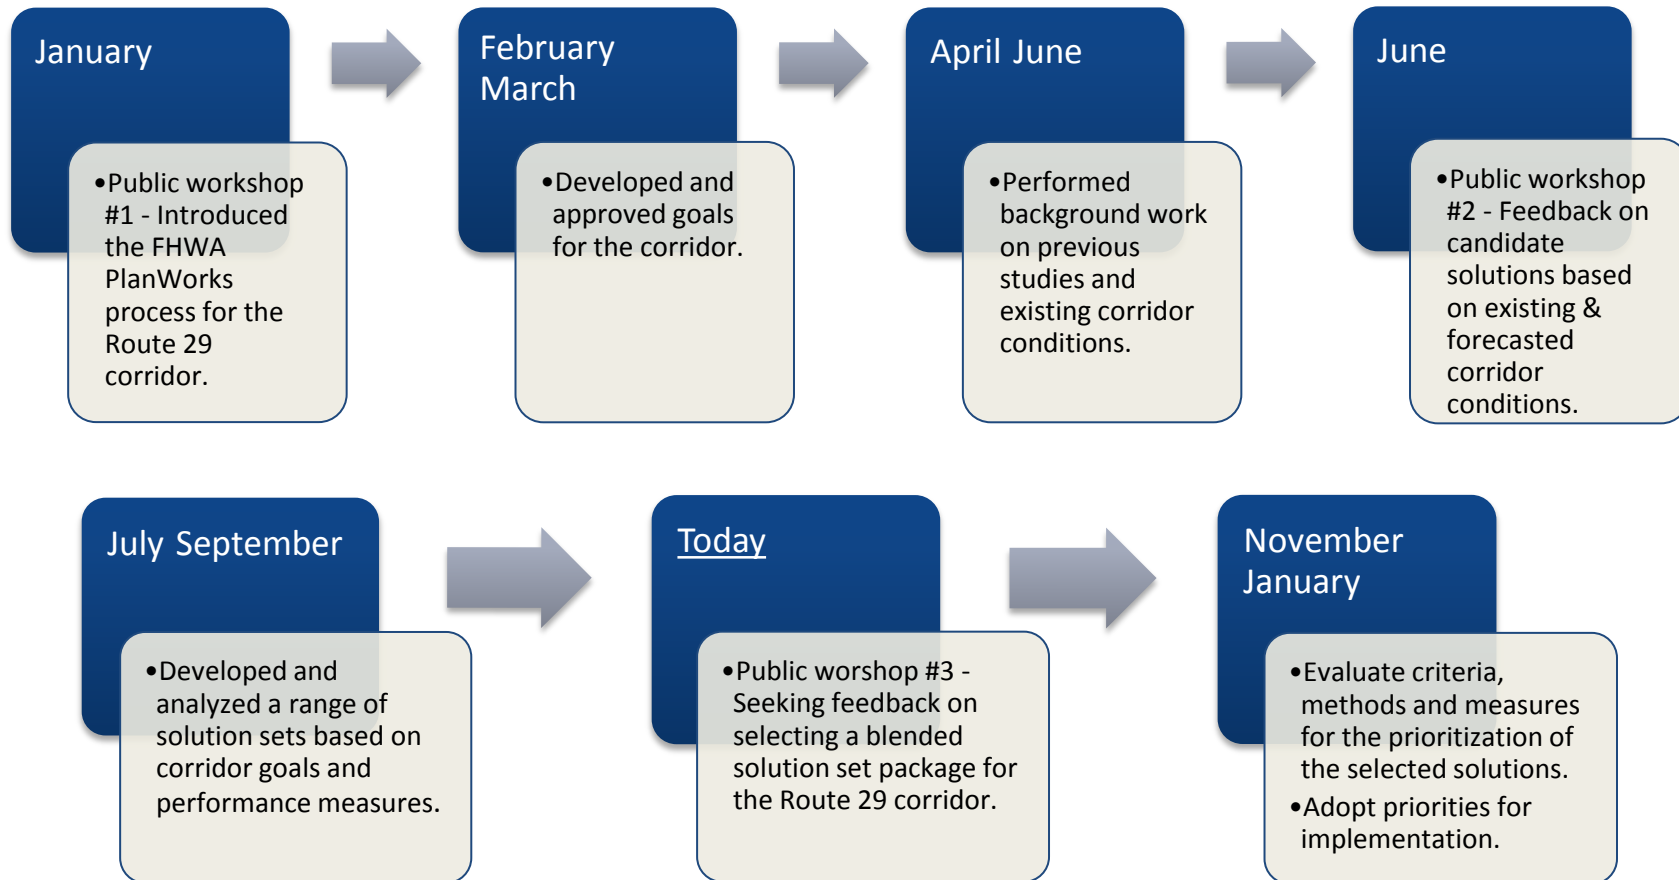 January
•Public workshop
#1 - Introduced
the FHWA
PlanWorks
process for the
Route 29
corridor.
February
March
•Developed and
approved goals
for the corridor.
April June
•Performed
background work
on previous
studies and
existing corridor
conditions.
June
•Public workshop
#2 - Feedback on
candidate
solutions based
on existing &
forecasted
corridor
conditions.
July September
•Developed and
analyzed a range of
solution sets based on
corridor goals and
performance measures.
Today
•Public worshop #3 -
Seeking feedback on
selecting a blended
solution set package for
the Route 29 corridor.
November
January
•Evaluate criteria,
methods and measures
for the prioritization of
the selected solutions.
•Adopt priorities for
implementation.